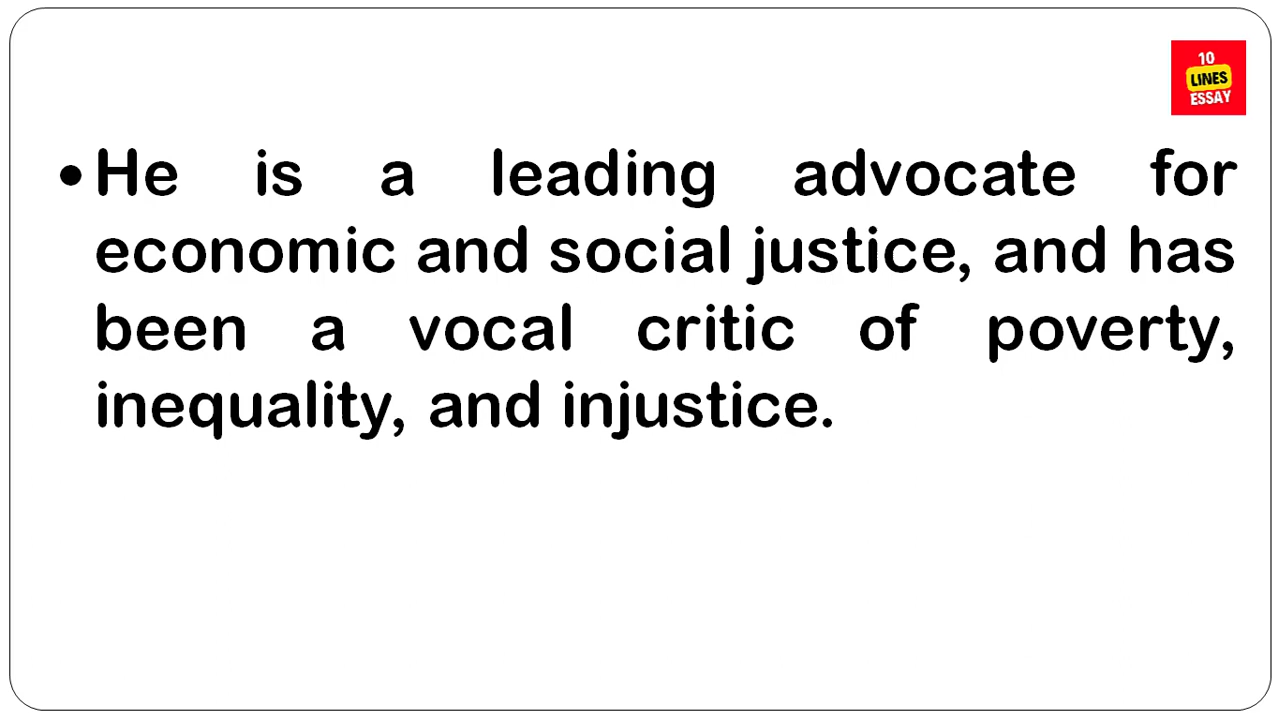 10
LINES
ESSAY
• He is a leading advocate for
economic and social justice, and has
been a vocal critic of poverty,
inequality, and injustice.